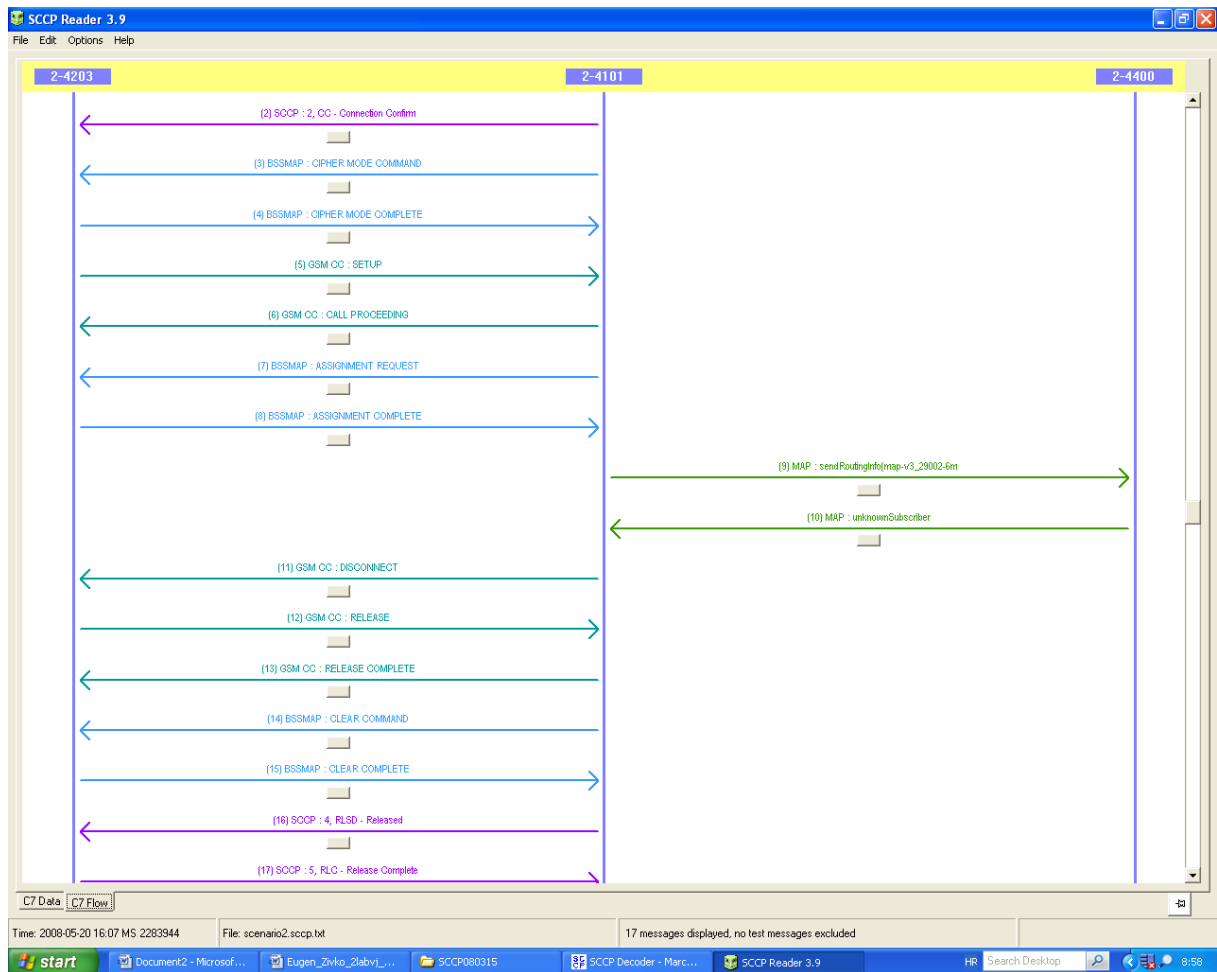 SCCP Reader 3.9
File Edit Options Help
2-4203 2-4101 2-4400
(2) SCCP : 2, CC - Connection Confirm
(3) BSSMAP : CIPHER MODE COMMAND
(4) BSSMAP : CIPHER MODE COMPLETE
(5) GSM CC : SETUP
(6) GSM CC : CALL PROCEEDING
(7) BSSMAP : ASSIGNMENT REQUEST
(8) BSSMAP : ASSIGNMENT COMPLETE
(9) MAP : sendRoutingInfo(map-v3_29002-6m
(10) MAP : unknownSubscriber
(11) GSM CC : DISCONNECT
(12) GSM CC : RELEASE
(13) GSM CC : RELEASE COMPLETE
(14) BSSMAP : CLEAR COMMAND
(15) BSSMAP : CLEAR COMPLETE
(16) SCCP : 4, RLSD - Released
(17) SCCP : 5, RLC - Release Complete
C7 Data C7 Flow
Time: 2008-05-20 16:07 MS 2283944 File: scenario2.sccp.txt 17 messages displayed, no test messages excluded
start Document2 - Microsof... Eugen_Zivko_2labvj_... SCCP080315 SCCP Decoder - Marc... SCCP Reader 3.9 HR Search Desktop 8:58